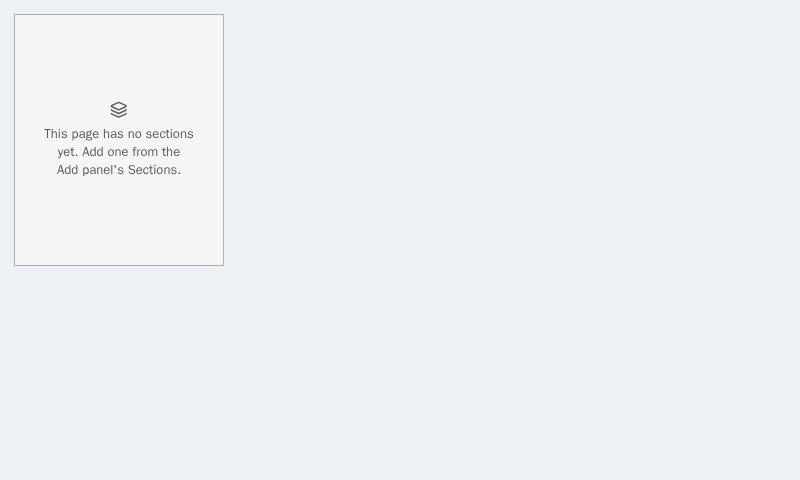 This page has no sections
yet. Add one from the
Add panel's Sections.